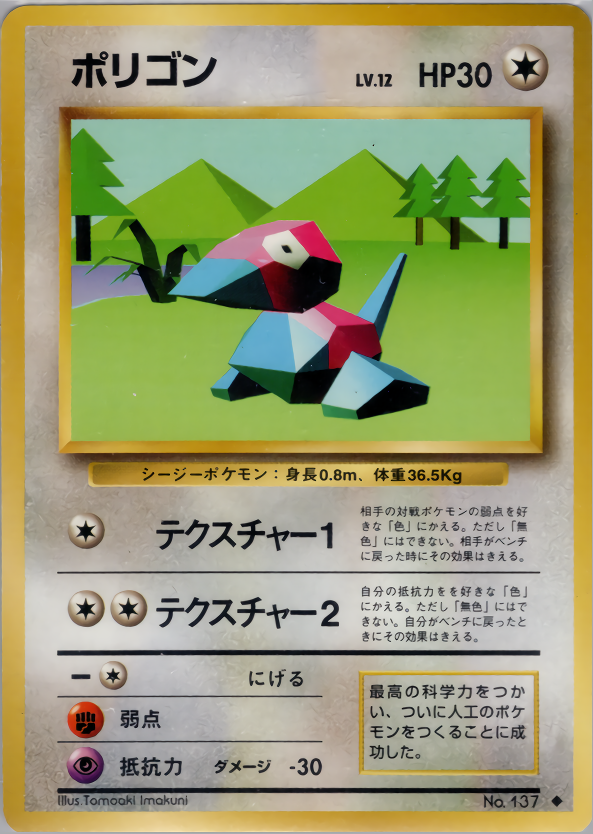 ポリゴン LV.12 HP30
シージーポケモン：身長0.8m、体重36.5Kg
テクスチャー1
相手の対戦ポケモンの弱点を好
きな「色」にかえる。ただし「無
色」にはできない。相手がベンチ
に戻った時にその効果はきえる。
テクスチャー2
自分の抵抗力をを好きな「色」
にかえる。ただし「無色」にはで
きない。自分がベンチに戻ったと
きにその効果はきえる。
にげる
弱点
抵抗力 ダメージ -30
最高の科学力をつか
い、ついに人工のポケ
モンをつくることに成
功した。
Illus.Tomoaki Imakuni No. 137